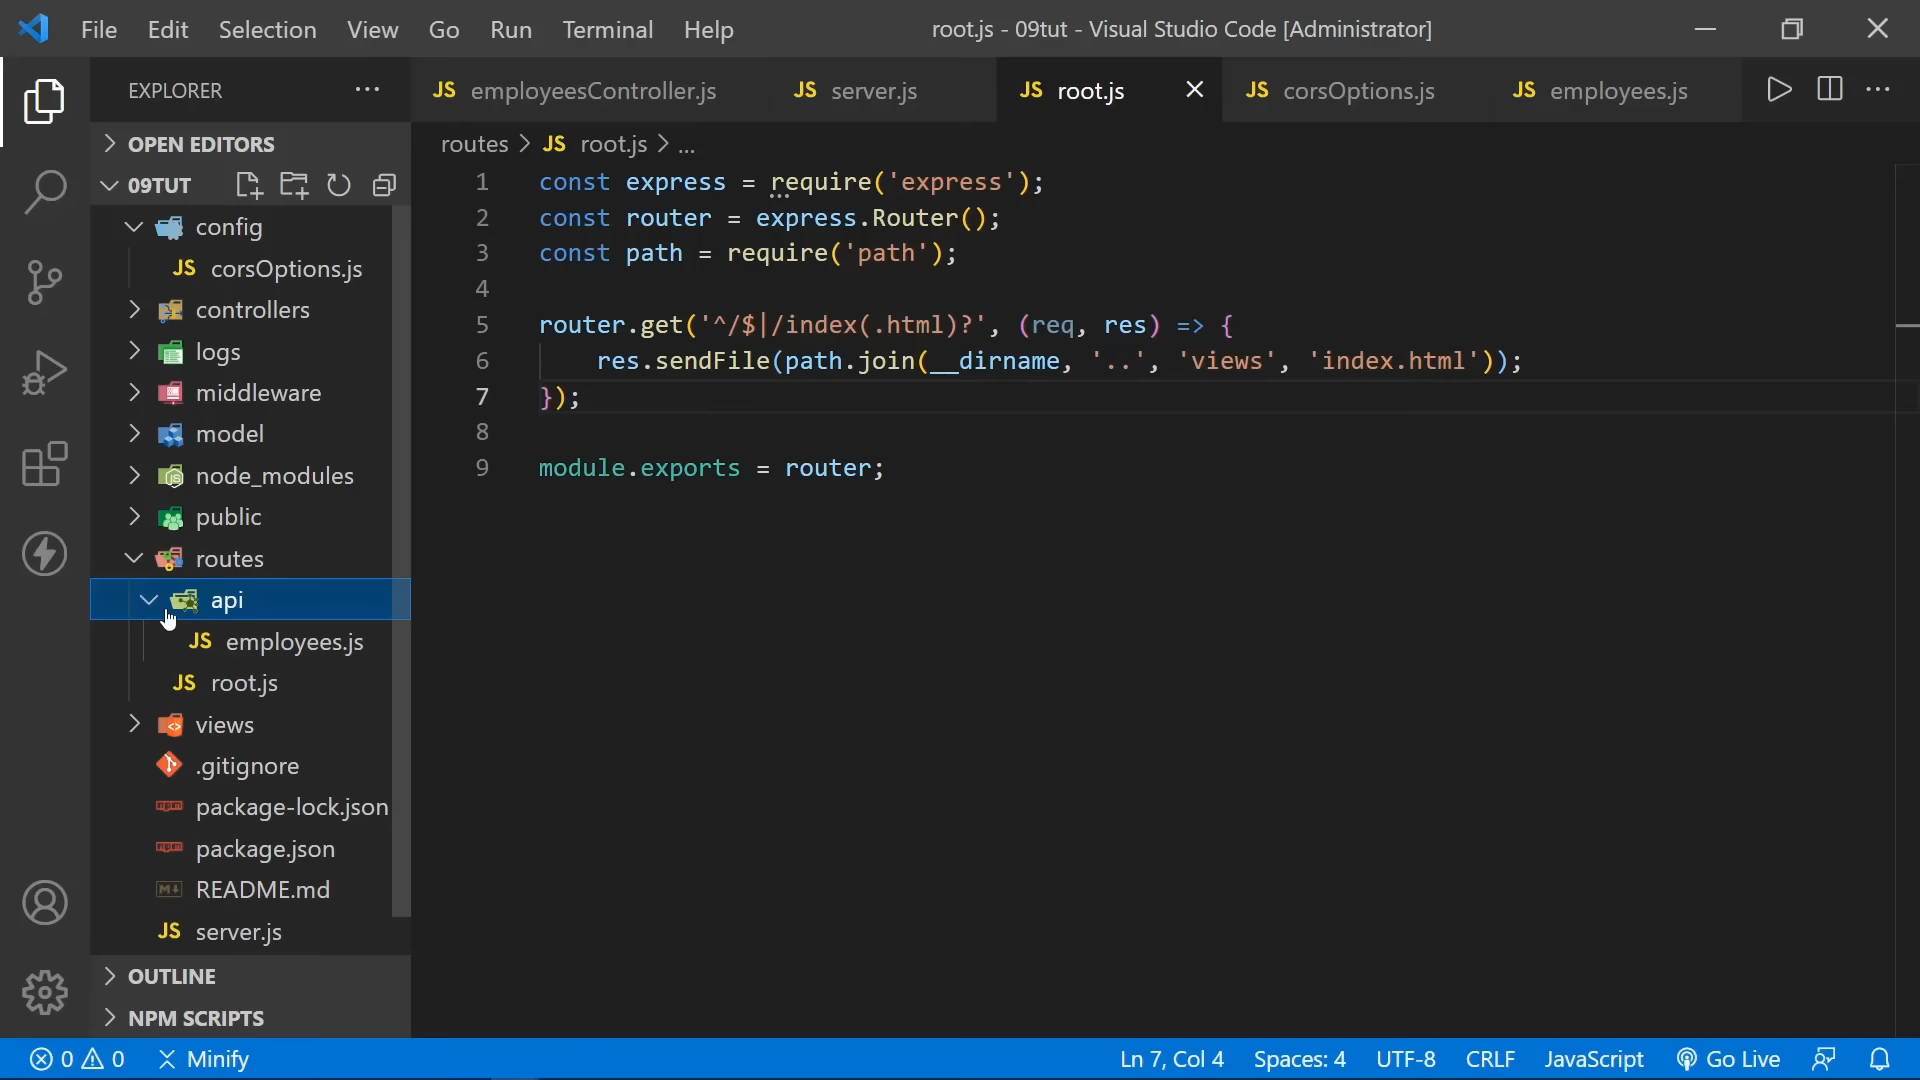 File Edit Selection View Go Run Terminal Help
root.js - 09tut - Visual Studio Code [Administrator]
EXPLORER
JS employeesController.js
JS server.js
JS root.js
JS corsOptions.js
JS employees.js
OPEN EDITORS
routes > JS root.js > ...
09TUT
config
JS corsOptions.js
controllers
logs
middleware
model
node_modules
public
routes
api
JS employees.js
JS root.js
views
.gitignore
package-lock.json
package.json
README.md
JS server.js
OUTLINE
NPM SCRIPTS
1 const express = require('express');
2 const router = express.Router();
3 const path = require('path');
4
5 router.get('^/$|/index(.html)?', (req, res) => {
6 res.sendFile(path.join(__dirname, '..', 'views', 'index.html'));
7 });
8
9 module.exports = router;
0 0 Minify
Ln 7, Col 4 Spaces: 4 UTF-8 CRLF JavaScript Go Live